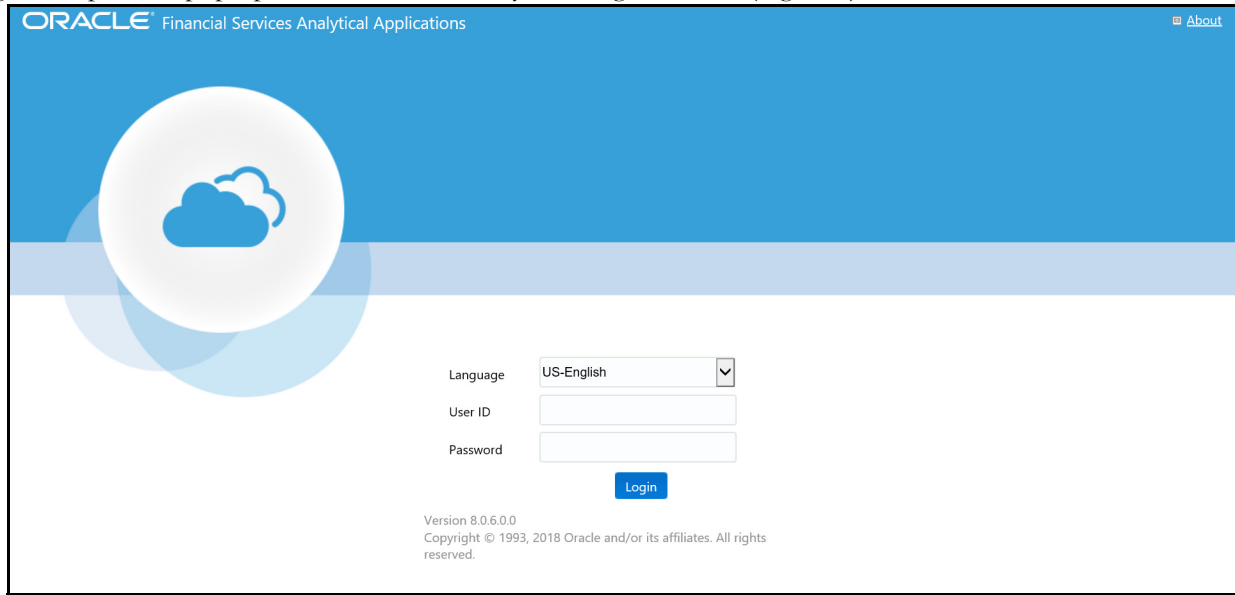 ORACLE® Financial Services Analytical Applications
About
Language US-English
User ID
Password
Login
Version 8.0.6.0.0
Copyright © 1993, 2018 Oracle and/or its affiliates. All rights
reserved.